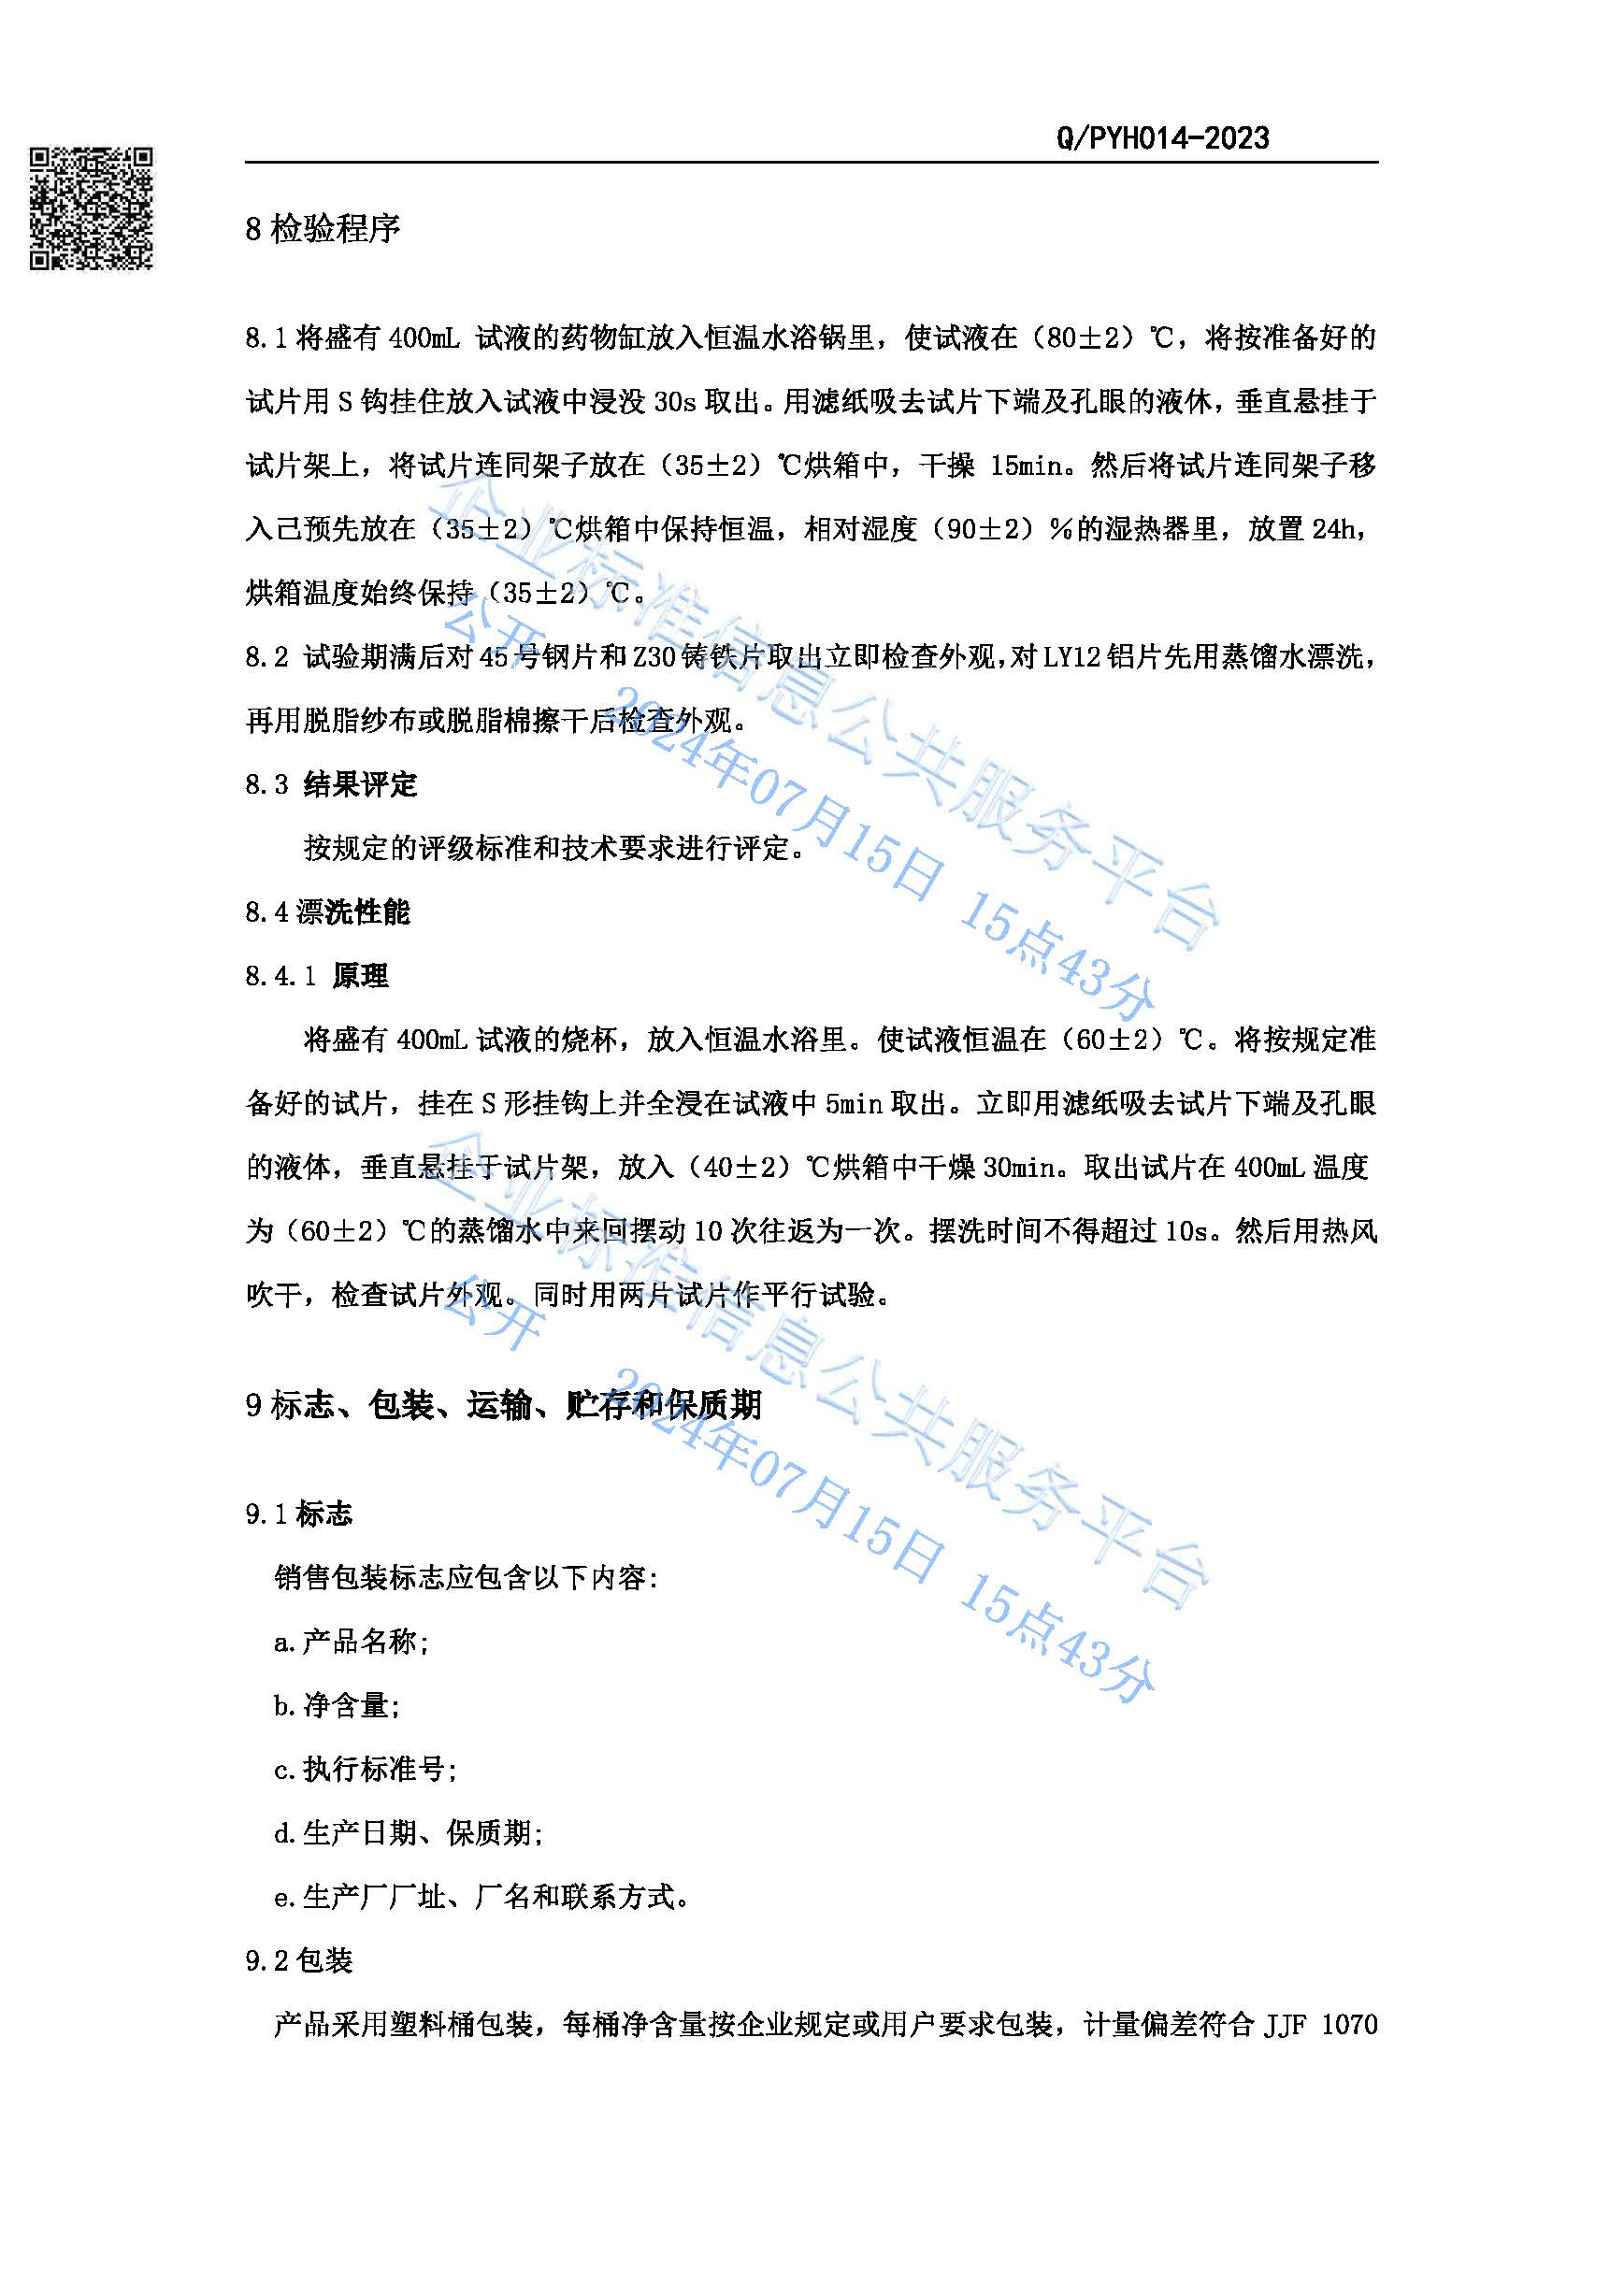 Q/PYH014-2023
8 检验程序
8.1 将盛有 400mL 试液的药物缸放入恒温水浴锅里，使试液在（80±2）℃，将按准备好的
试片用 S 钩挂住放入试液中浸没 30s 取出。用滤纸吸去试片下端及孔眼的液休，垂直悬挂于
试片架上，将试片连同架子放在（35±2）℃烘箱中，干操 15min。然后将试片连同架子移
入己预先放在（35±2）℃烘箱中保持恒温，相对湿度（90±2）%的湿热器里，放置 24h，
烘箱温度始终保持（35±2）℃。
8.2 试验期满后对 45 号钢片和 Z30 铸铁片取出立即检查外观，对 LY12 铝片先用蒸馏水漂洗，
再用脱脂纱布或脱脂棉擦干后检查外观。
8.3 结果评定
按规定的评级标准和技术要求进行评定。
8.4 漂洗性能
8.4.1 原理
将盛有 400mL 试液的烧杯，放入恒温水浴里。使试液恒温在（60±2）℃。将按规定准
备好的试片，挂在 S 形挂钩上并全浸在试液中 5min 取出。立即用滤纸吸去试片下端及孔眼
的液体，垂直悬挂于试片架，放入（40±2）℃烘箱中干燥 30min。取出试片在 400mL 温度
为（60±2）℃的蒸馏水中来回摆动 10 次往返为一次。摆洗时间不得超过 10s。然后用热风
吹干，检查试片外观。同时用两片试片作平行试验。
9 标志、包装、运输、贮存和保质期
9.1 标志
销售包装标志应包含以下内容：
a.产品名称；
b.净含量；
c.执行标准号；
d.生产日期、保质期；
e.生产厂厂址、厂名和联系方式。
9.2 包装
产品采用塑料桶包装，每桶净含量按企业规定或用户要求包装，计量偏差符合 JJF 1070
企业标准信息公共服务平台
公开 2024年07月15日 15点43分
企业标准信息公共服务平台
公开 2024年07月15日 15点43分